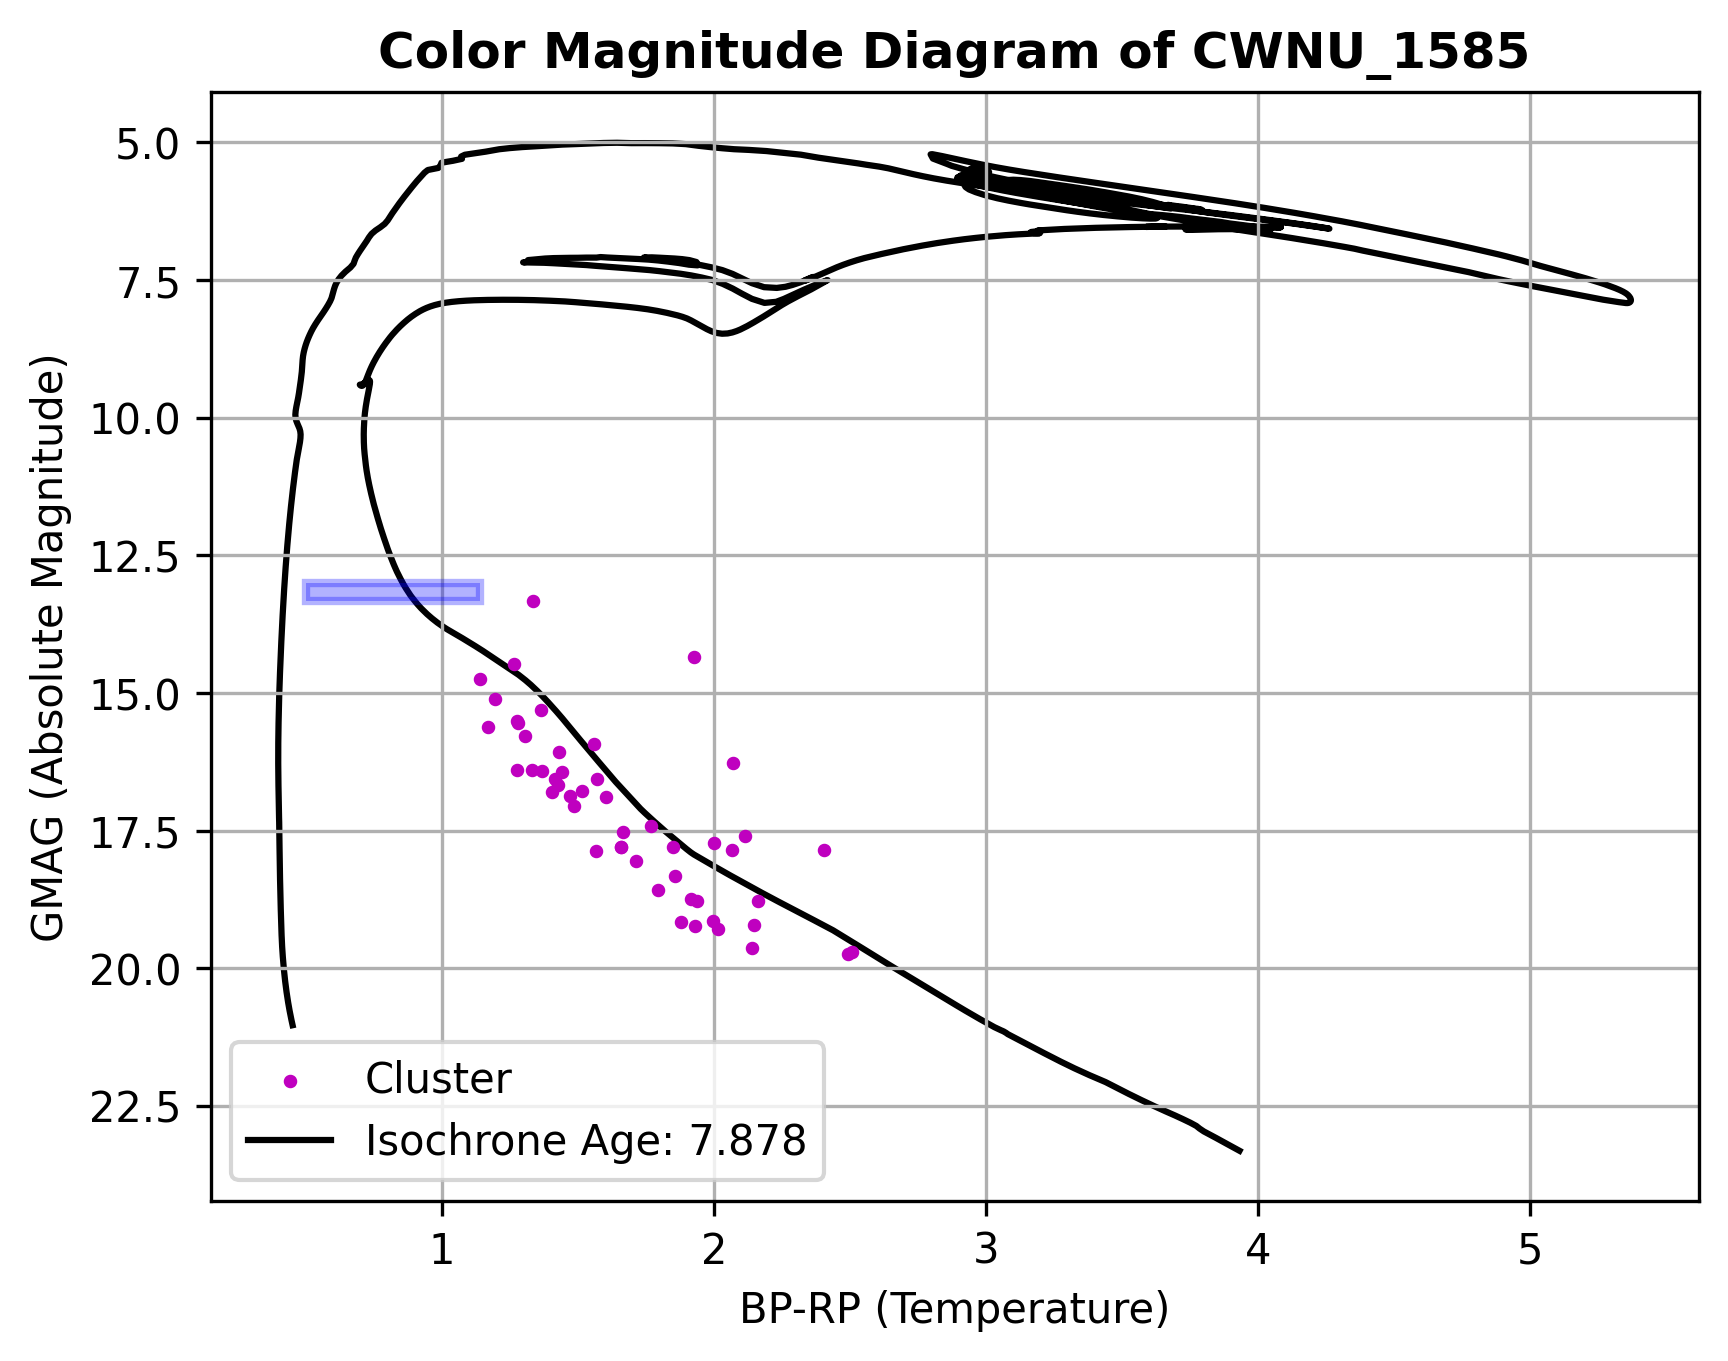 Color Magnitude Diagram of CWNU_1585
GMAG (Absolute Magnitude)
5.0
7.5
10.0
12.5
15.0
17.5
20.0
22.5
Cluster
Isochrone Age: 7.878
1 2 3 4 5
BP-RP (Temperature)